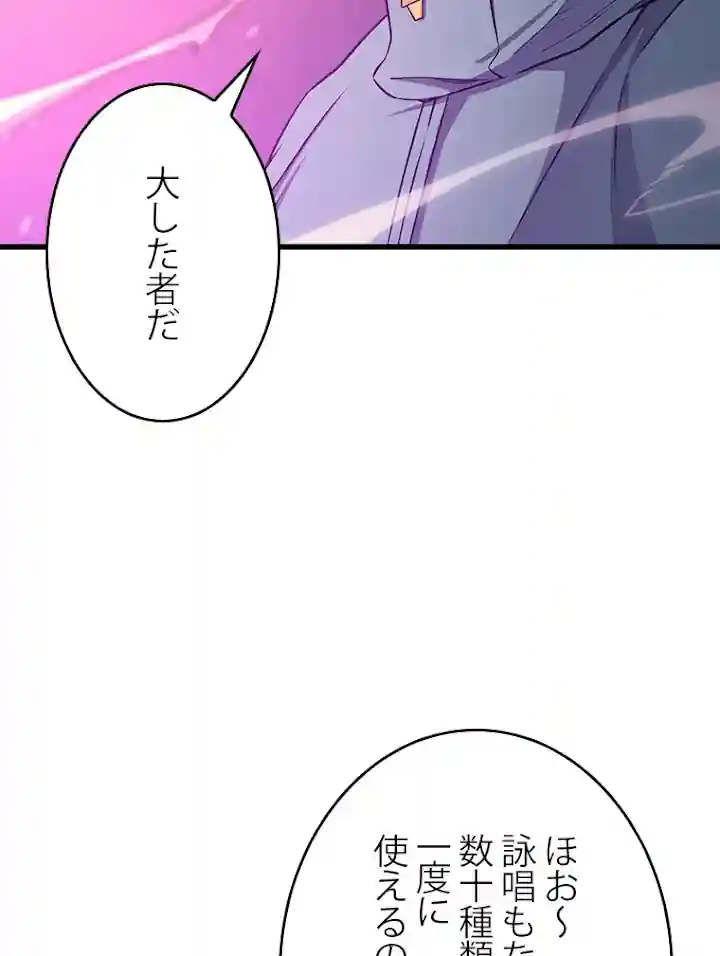 大した者だ
ほお～
詠唱もた
数十種類
一度に
使えるの